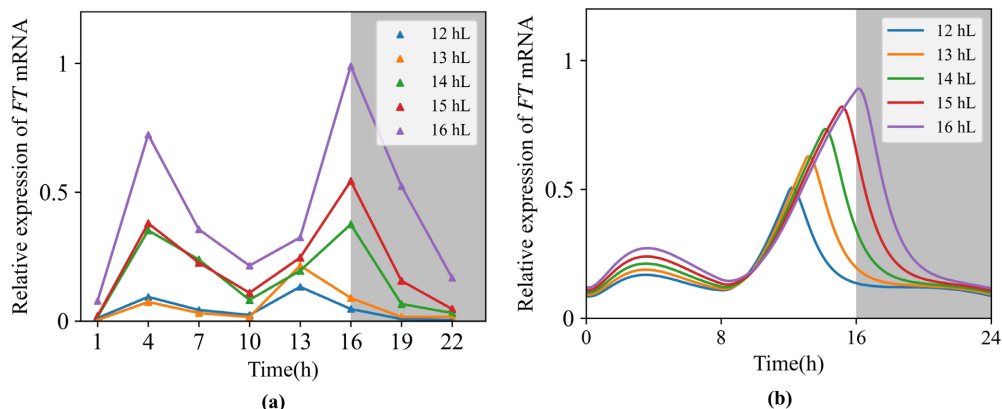 Relative expression of FT mRNA
1
0.5
0
12 hL
13 hL
14 hL
15 hL
16 hL
1 4 7 10 13 16 19 22
Time(h)
(a)
Relative expression of FT mRNA
1
0.5
0
12 hL
13 hL
14 hL
15 hL
16 hL
0 8 16 24
Time(h)
(b)